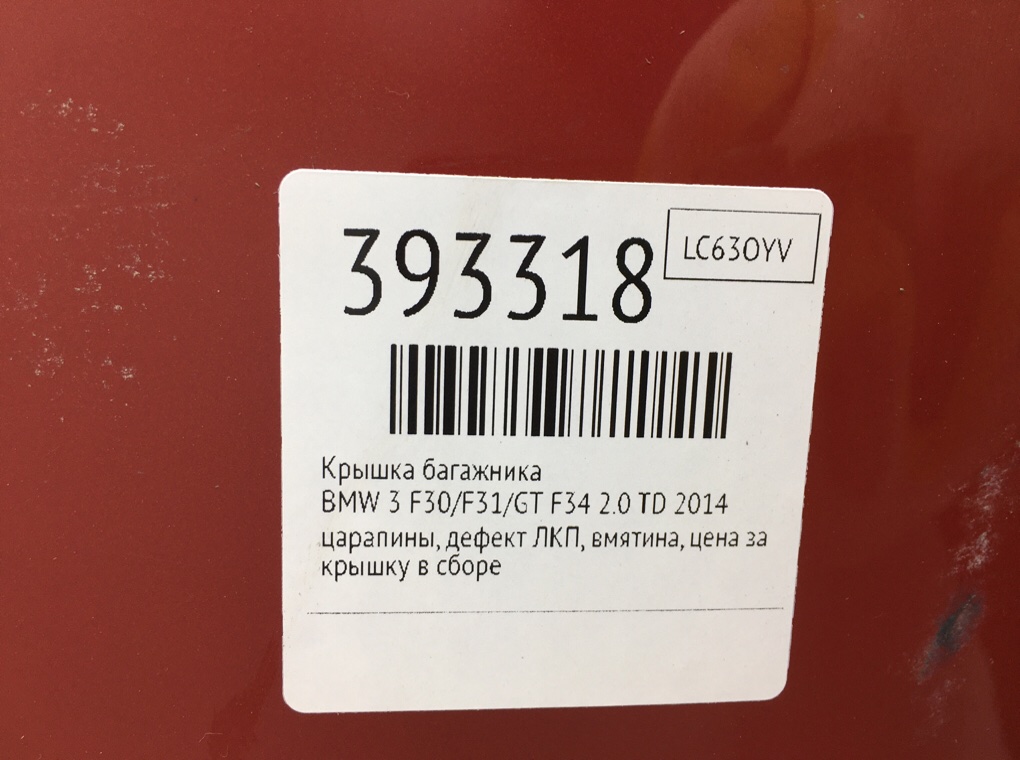 393318
LC63OYV
Крышка багажника
BMW 3 F30/F31/GT F34 2.0 TD 2014
царапины, дефект ЛКП, вмятина, цена за
крышку в сборе